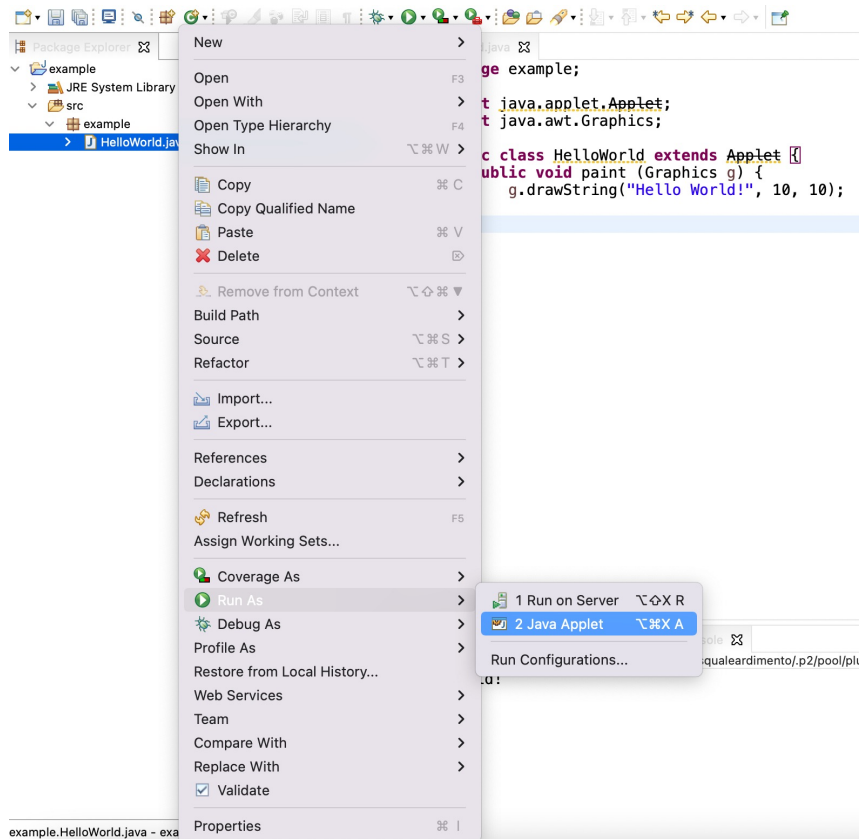 Package Explorer
example
JRE System Library
src
example
HelloWorld.jav
example.HelloWorld.java - exa
New
Open F3
Open With
Open Type Hierarchy F4
Show In ⌥⌘W
Copy ⌘C
Copy Qualified Name
Paste ⌘V
Delete ⌦
Remove from Context ⌥⇧⌘▼
Build Path
Source ⌥⌘S
Refactor ⌥⌘T
Import...
Export...
References
Declarations
Refresh F5
Assign Working Sets...
Coverage As
Run As
Debug As
Profile As
Restore from Local History...
Web Services
Team
Compare With
Replace With
Validate
Properties ⌘I
1 Run on Server ⌥⇧X R
2 Java Applet ⌥⌘X A
Run Configurations...
.java
ge example;
t java.applet.Applet;
t java.awt.Graphics;
c class HelloWorld extends Applet {
ublic void paint (Graphics g) {
g.drawString("Hello World!", 10, 10);
sole
squaleardimento/.p2/pool/plu
ld!